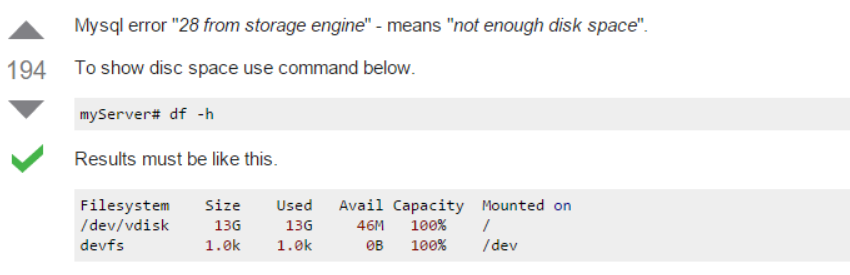 Mysql error "28 from storage engine" - means "not enough disk space".
194
To show disc space use command below.
myServer# df -h
Results must be like this.
Filesystem    Size    Used   Avail Capacity  Mounted on
/dev/vdisk     13G     13G     46M   100%    /
devfs         1.0k    1.0k      0B   100%    /dev